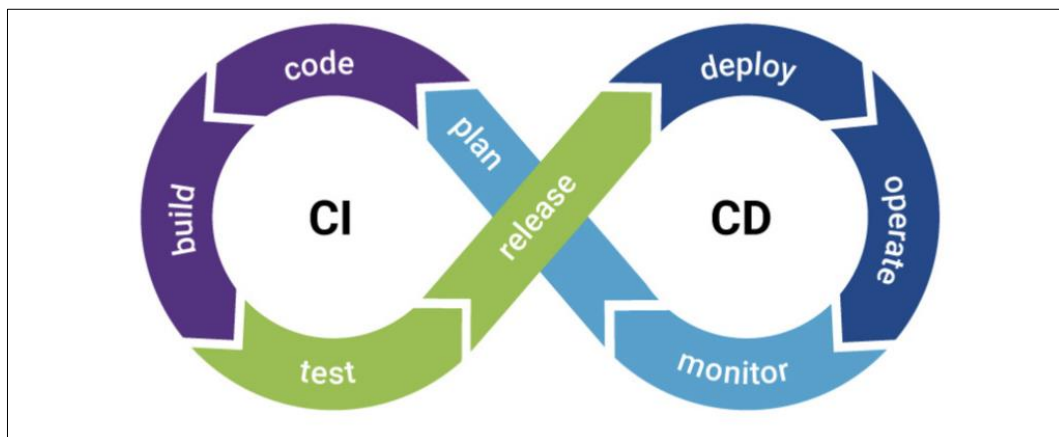 code
deploy
plan
build
CI
release
CD
operate
test
monitor